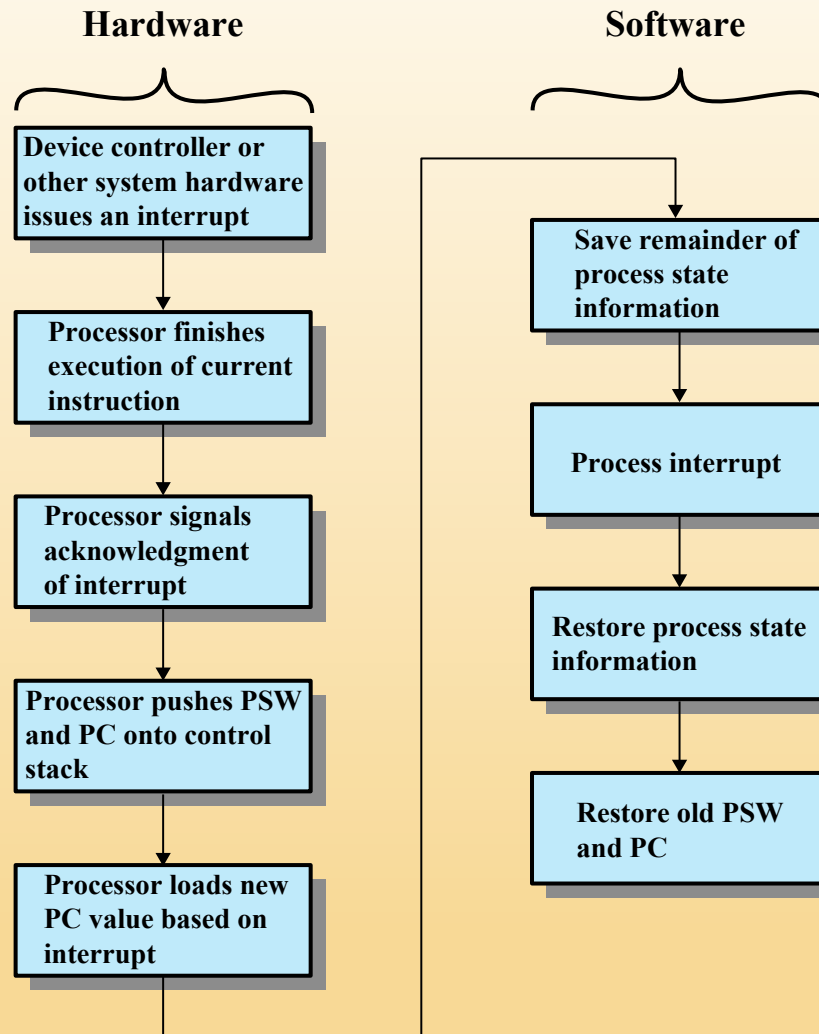 Hardware
Device controller or
other system hardware
issues an interrupt
Processor finishes
execution of current
instruction
Processor signals
acknowledgment
of interrupt
Processor pushes PSW
and PC onto control
stack
Processor loads new
PC value based on
interrupt
Software
Save remainder of
process state
information
Process interrupt
Restore process state
information
Restore old PSW
and PC